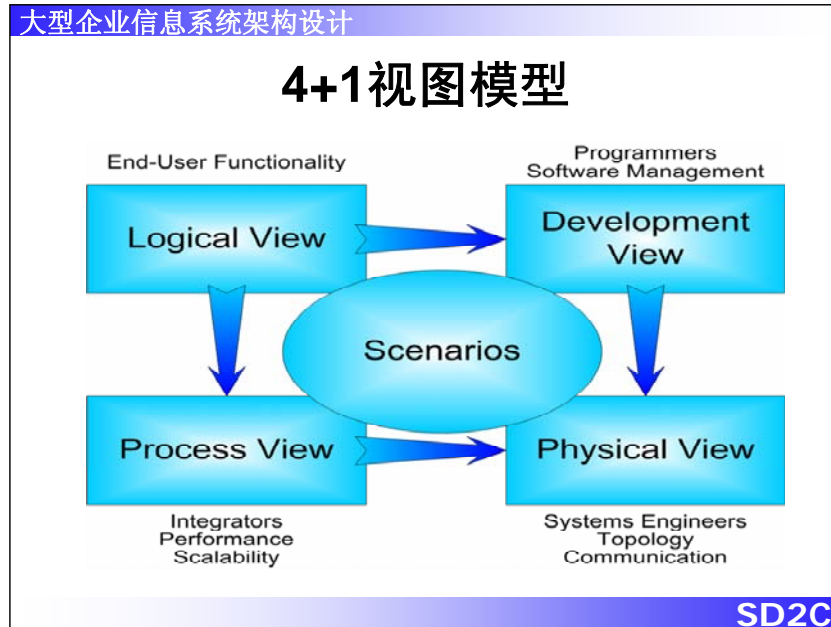 大型企业信息系统架构设计
4+1视图模型
End-User Functionality
Programmers
Software Management
Logical View
Development
View
Scenarios
Process View
Physical View
Integrators
Performance
Scalability
Systems Engineers
Topology
Communication
SD2C